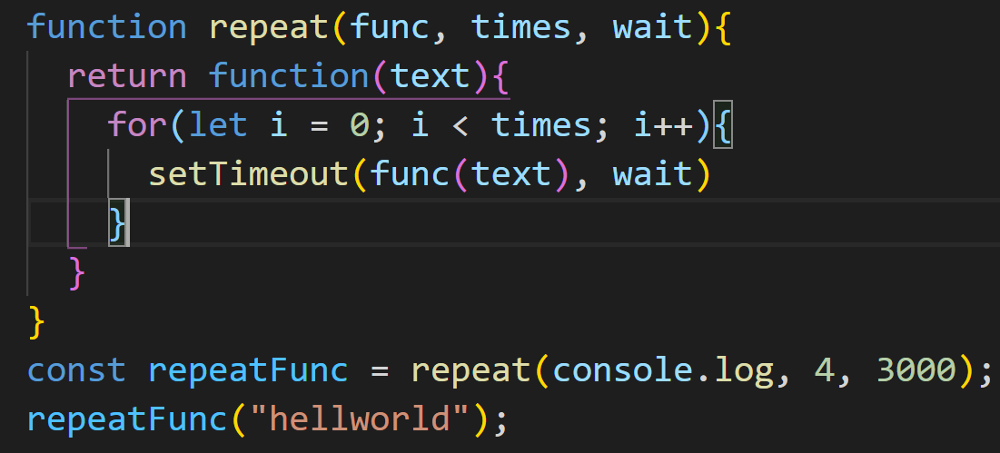 function repeat(func, times, wait){
  return function(text){
    for(let i = 0; i < times; i++){
      setTimeout(func(text), wait)
    }
  }
}
const repeatFunc = repeat(console.log, 4, 3000);
repeatFunc("hellworld");